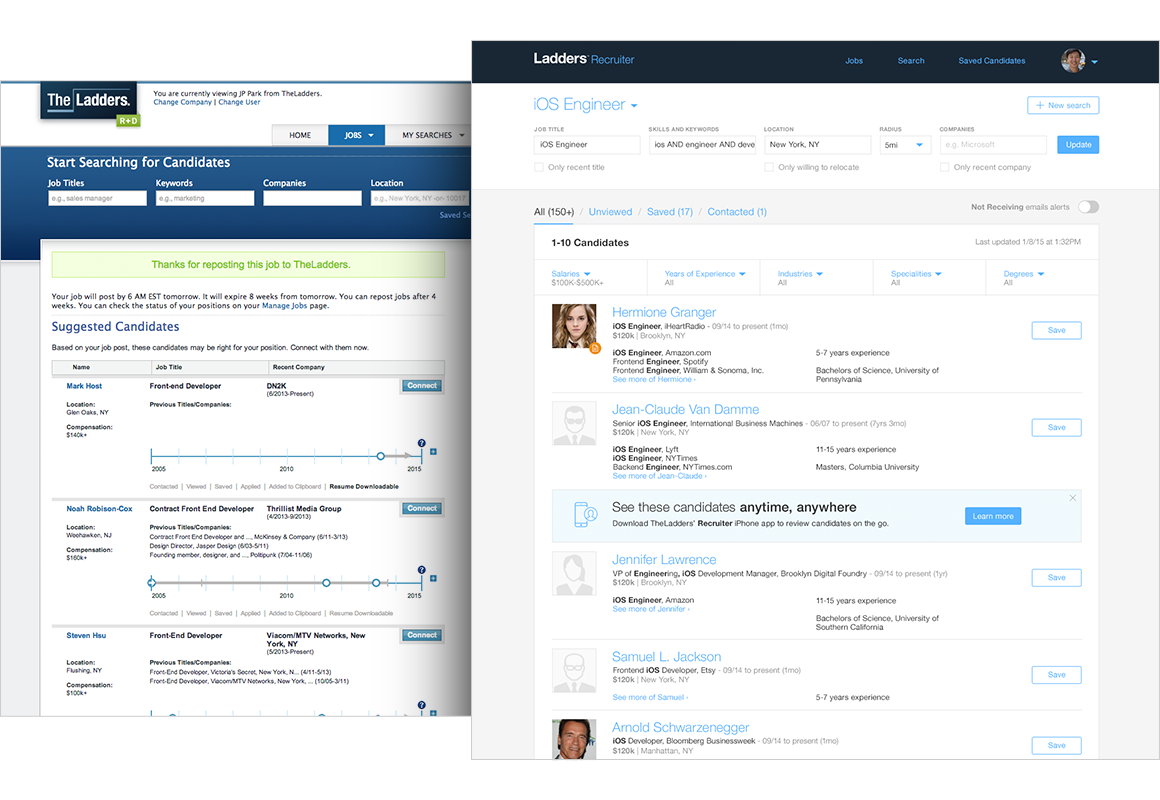 The Ladders.
R+D
You are currently viewing JP Park from TheLadders.
Change Company | Change User
HOME
JOBS
MY SEARCHES
Start Searching for Candidates
Job Titles
Keywords
Companies
Location
e.g., sales manager
e.g., marketing
e.g., New York, NY -or- 10017
Saved Se
Thanks for reposting this job to TheLadders.
Your job will post by 6 AM EST tomorrow. It will expire 8 weeks from tomorrow. You can repost jobs after 4
weeks. You can check the status of your positions on your Manage Jobs page.
Suggested Candidates
Based on your job post, these candidates may be right for your position. Connect with them now.
Name
Job Title
Recent Company
Mark Host
Front-end Developer
DN2K
(6/2013-Present)
Connect
Location:
Glen Oaks, NY
Previous Titles/Companies:
Compensation:
$140k+
?
2005
2010
2015
Contacted | Viewed | Saved | Applied | Added to Clipboard | Resume Downloadable
Noah Robison-Cox
Contract Front End Developer
Thrillist Media Group
(4/2013-9/2013)
Connect
Location:
Weehawken, NJ
Previous Titles/Companies:
Contract Front End Developer and ..., McKinsey & Company (6/11-3/13)
Design Director, Jasper Design (6/03-5/11)
Founding member, designer, and ..., Politipunk (7/04-11/06)
Compensation:
$160k+
?
2005
2010
2015
Contacted | Viewed | Saved | Applied | Added to Clipboard | Resume Downloadable
Steven Hsu
Front-End Developer
Viacom/MTV Networks, New
York, NY
(5/2013-Present)
Connect
Location:
Flushing, NY
Previous Titles/Companies:
Front-End Developer, Victoria's Secret, New York, N... (4/11-5/13)
Front-End Developer, Viacom/MTV Networks, New York, ... (10/05-3/11)
Compensation:
$100k+
?
Ladders Recruiter
Jobs
Search
Saved Candidates
iOS Engineer
+ New search
JOB TITLE
SKILLS AND KEYWORDS
LOCATION
RADIUS
COMPANIES
iOS Engineer
ios AND engineer AND deve
New York, NY
5mi
e.g. Microsoft
Update
Only recent title
Only willing to relocate
Only recent company
All (150+) / Unviewed / Saved (17) / Contacted (1)
Not Receiving emails alerts
1-10 Candidates
Last updated 1/8/15 at 1:32PM
Salaries
$100K-$500K+
Years of Experience
All
Industries
All
Specialities
All
Degrees
All
Hermione Granger
iOS Engineer, iHeartRadio - 09/14 to present (1mo)
$120k | Brooklyn, NY
Save
iOS Engineer, Amazon.com
Frontend Engineer, Spotify
Frontend Engineer, William & Sonoma, Inc.
See more of Hermione ›
5-7 years experience
Bachelors of Science, University of
Pennsylvania
Jean-Claude Van Damme
Senior iOS Engineer, International Business Machines - 06/07 to present (7yrs 3mo)
$120k | New York, NY
Save
iOS Engineer, Lyft
iOS Engineer, NYTimes
Backend Engineer, NYTimes.com
See more of Jean-Claude ›
11-15 years experience
Masters, Columbia University
See these candidates anytime, anywhere
Download TheLadders' Recruiter iPhone app to review candidates on the go.
Learn more
Jennifer Lawrence
VP of Engineering, iOS Development Manager, Brooklyn Digital Foundry - 09/14 to present (1yr)
$120k | Brooklyn, NY
Save
iOS Engineer, Amazon
See more of Jennifer ›
11-15 years experience
Bachelors of Science, University of
Southern California
Samuel L. Jackson
Frontend iOS Developer, Etsy - 09/14 to present (1mo)
$120k | New York, NY
Save
See more of Samuel ›
5-7 years experience
Arnold Schwarzenegger
iOS Developer, Bloomberg Businessweek - 09/14 to present (1mo)
$120k | Manhattan, NY
Save